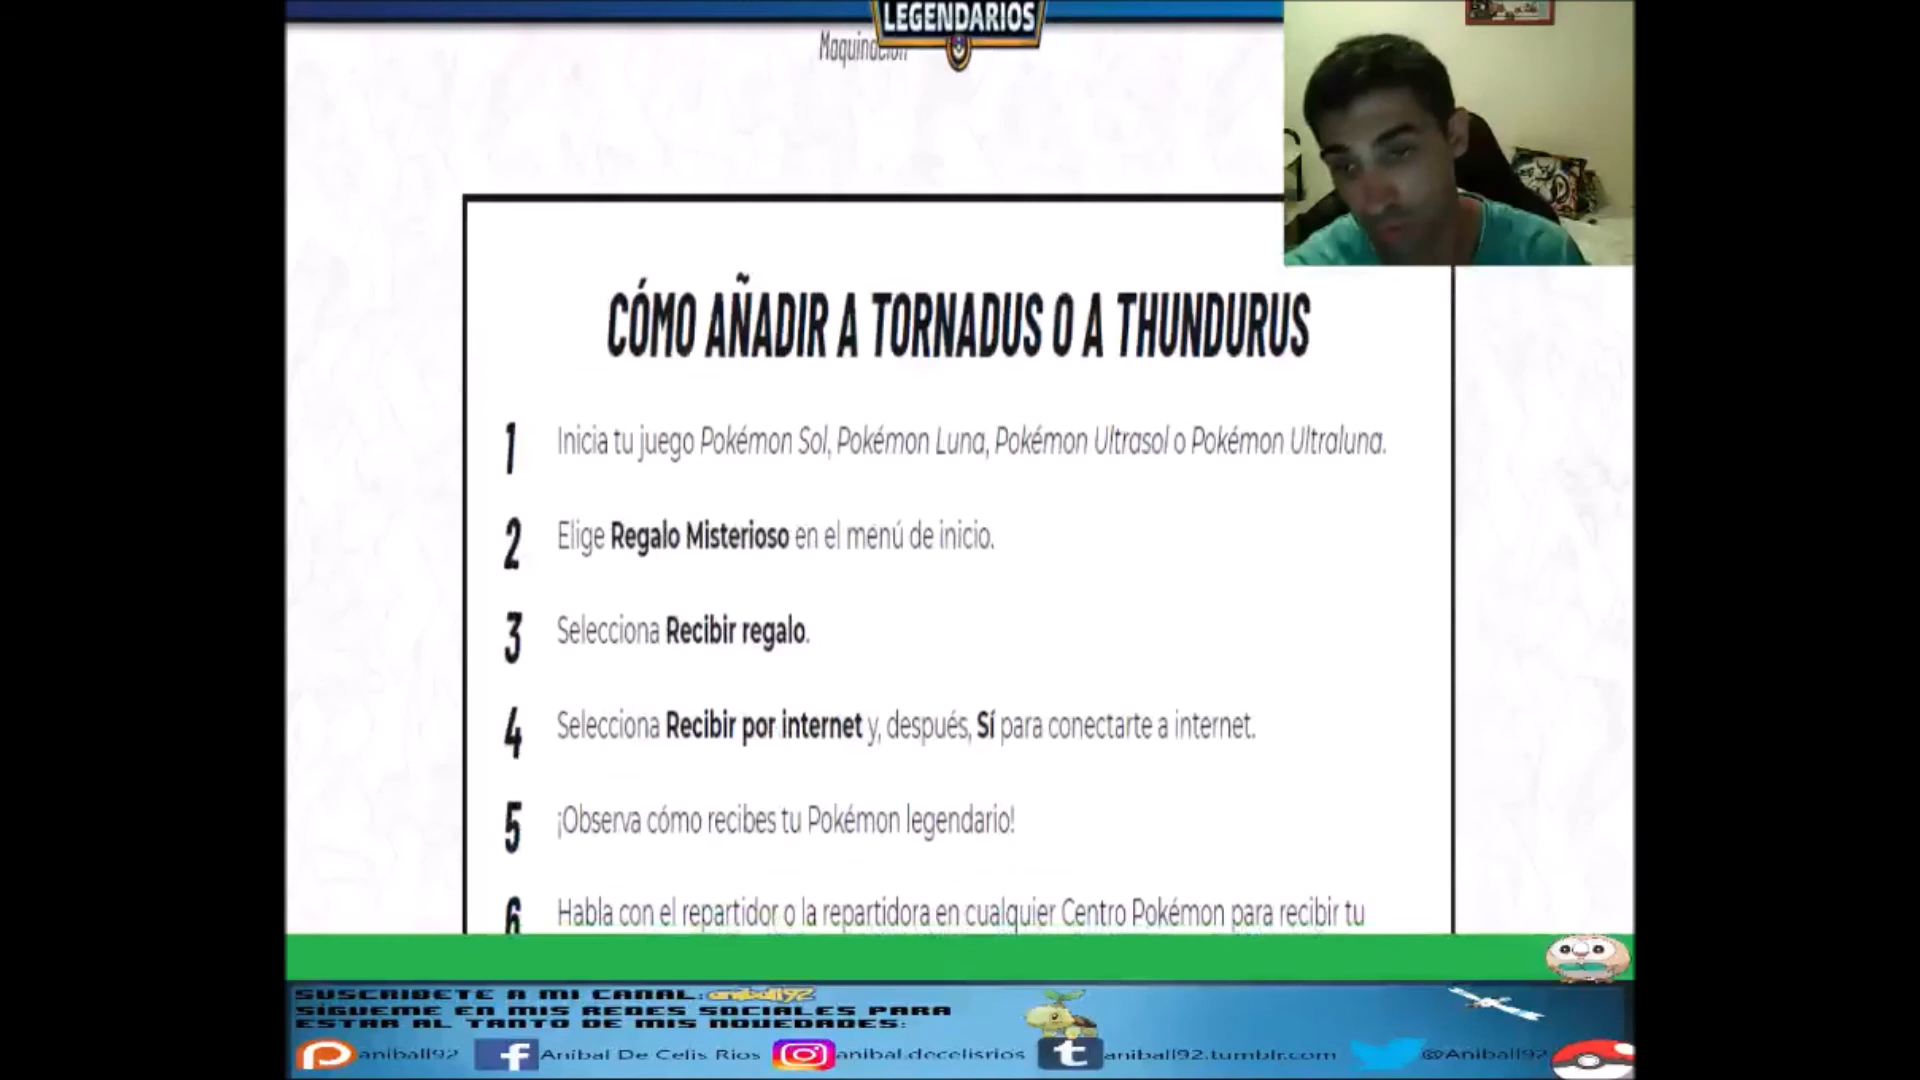 LEGENDARIOS
Maquinación
CÓMO AÑADIR A TORNADUS O A THUNDURUS
1 Inicia tu juego Pokémon Sol, Pokémon Luna, Pokémon Ultrasol o Pokémon Ultraluna.
2 Elige Regalo Misterioso en el menú de inicio.
3 Selecciona Recibir regalo.
4 Selecciona Recibir por internet y, después, Sí para conectarte a internet.
5 ¡Observa cómo recibes tu Pokémon legendario!
6 Habla con el repartidor o la repartidora en cualquier Centro Pokémon para recibir tu
SUSCRIBETE A MI CANAL: aniball92
SÍGUEME EN MIS REDES SOCIALES PARA
ESTAR AL TANTO DE MIS NOVEDADES:
aniball92 Anibal De Celis Rios anibal.decelisrios aniball92.tumblr.com @Aniball92